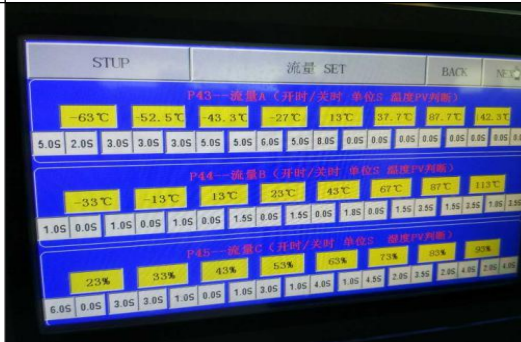 STUP 流量 SET BACK NEX
P43--流量A (开时/关时 单位S 温度PV判断)
-63℃ -52.5℃ -43.3℃ -27℃ 13℃ 37.7℃ 87.7℃ 142.3℃
5.0S 2.0S 3.0S 3.0S 3.0S 5.0S 5.0S 6.0S 5.0S 8.0S 0.0S 0.0S 0.0S 0.0S 0.0S
P44--流量B (开时/关时 单位S 温度PV判断)
-33℃ -13℃ 13℃ 23℃ 43℃ 67℃ 87℃ 113℃
1.0S 0.0S 1.0S 0.0S 1.0S 0.0S 1.5S 0.0S 1.5S 0.0S 1.8S 0.0S 1.5S 2.5S 1.5S 2.5S
P45--流量C (开时/关时 单位S 温度PV判断)
23% 33% 43% 53% 63% 73% 83% 93%
6.0S 0.0S 3.0S 3.0S 1.0S 0.0S 1.0S 3.0S 1.0S 4.0S 1.0S 4.5S 2.0S 3.5S 2.0S 4.0S 2.0S 4.0S